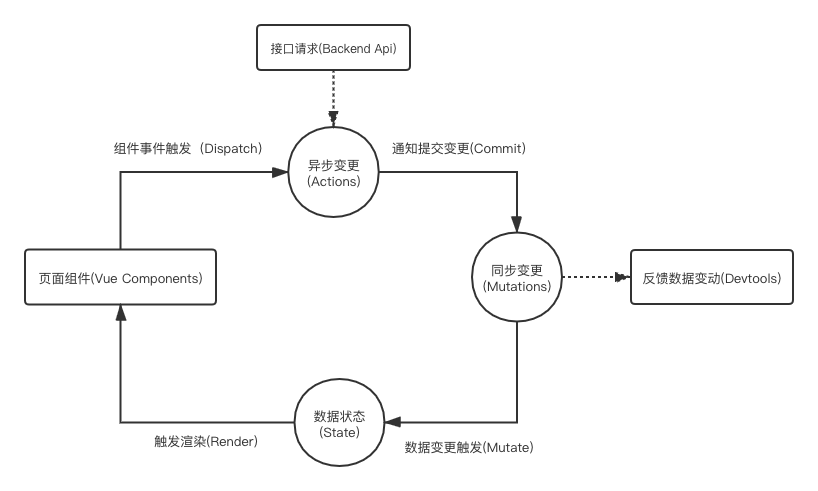 接口请求(Backend Api)
组件事件触发（Dispatch)
通知提交变更(Commit)
异步变更
(Actions)
页面组件(Vue Components)
同步变更
(Mutations)
反馈数据变动(Devtools)
数据状态
(State)
触发渲染(Render)
数据变更触发(Mutate)